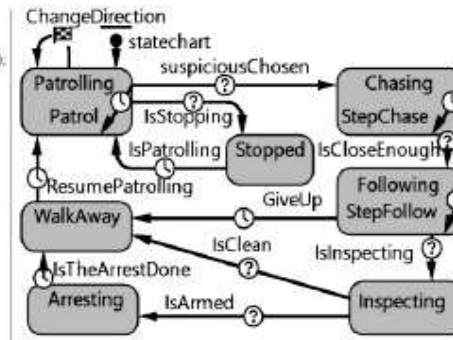 ChangeDirection
statechart
Patrolling
suspiciousChosen
Chasing
Patrol
IsStopping
StepChase
IsPatrolling
Stopped
IsCloseEnough
Following
ResumePatrolling
GiveUp
StepFollow
WalkAway
IsClean
IsInspecting
IsTheArrestDone
Arresting
IsArmed
Inspecting